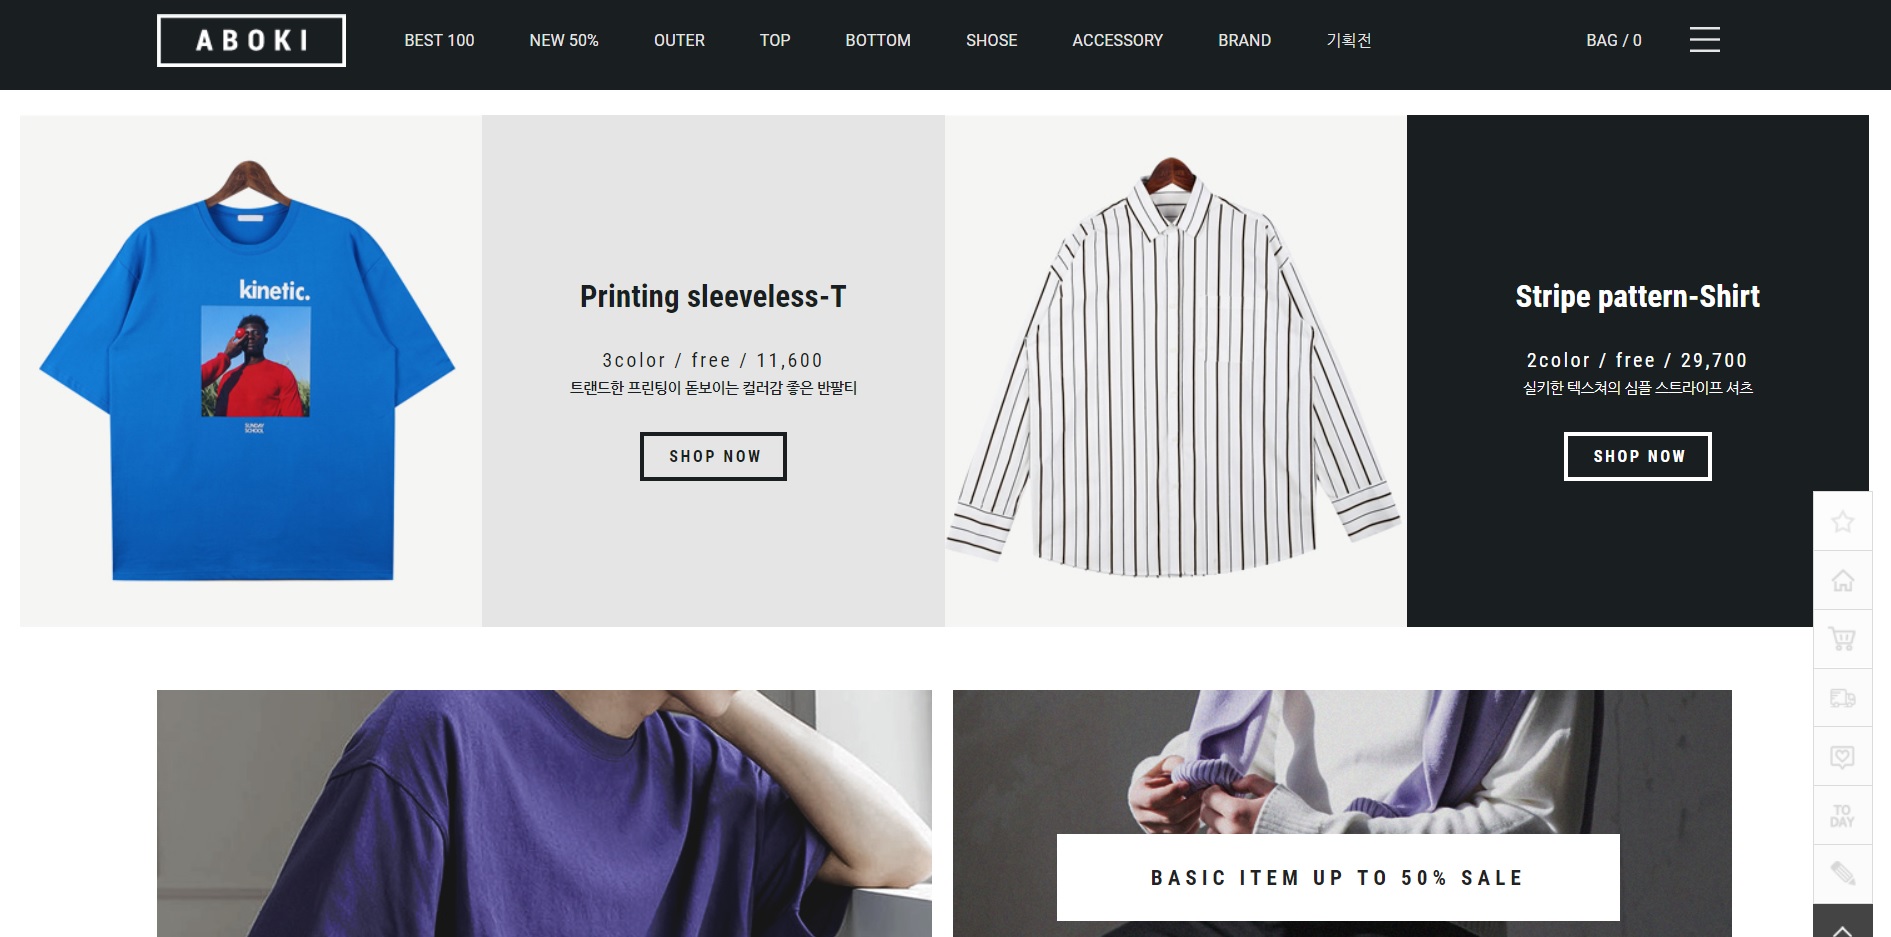 ABOKI
BEST 100
NEW 50%
OUTER
TOP
BOTTOM
SHOSE
ACCESSORY
BRAND
기획전
BAG / 0
kinetic.
SUNDAY
SCHOOL
Printing sleeveless-T
3color / free / 11,600
트랜드한 프린팅이 돋보이는 컬러감 좋은 반팔티
SHOP NOW
Stripe pattern-Shirt
2color / free / 29,700
실키한 텍스쳐의 심플 스트라이프 셔츠
SHOP NOW
BASIC ITEM UP TO 50% SALE
TO
DAY